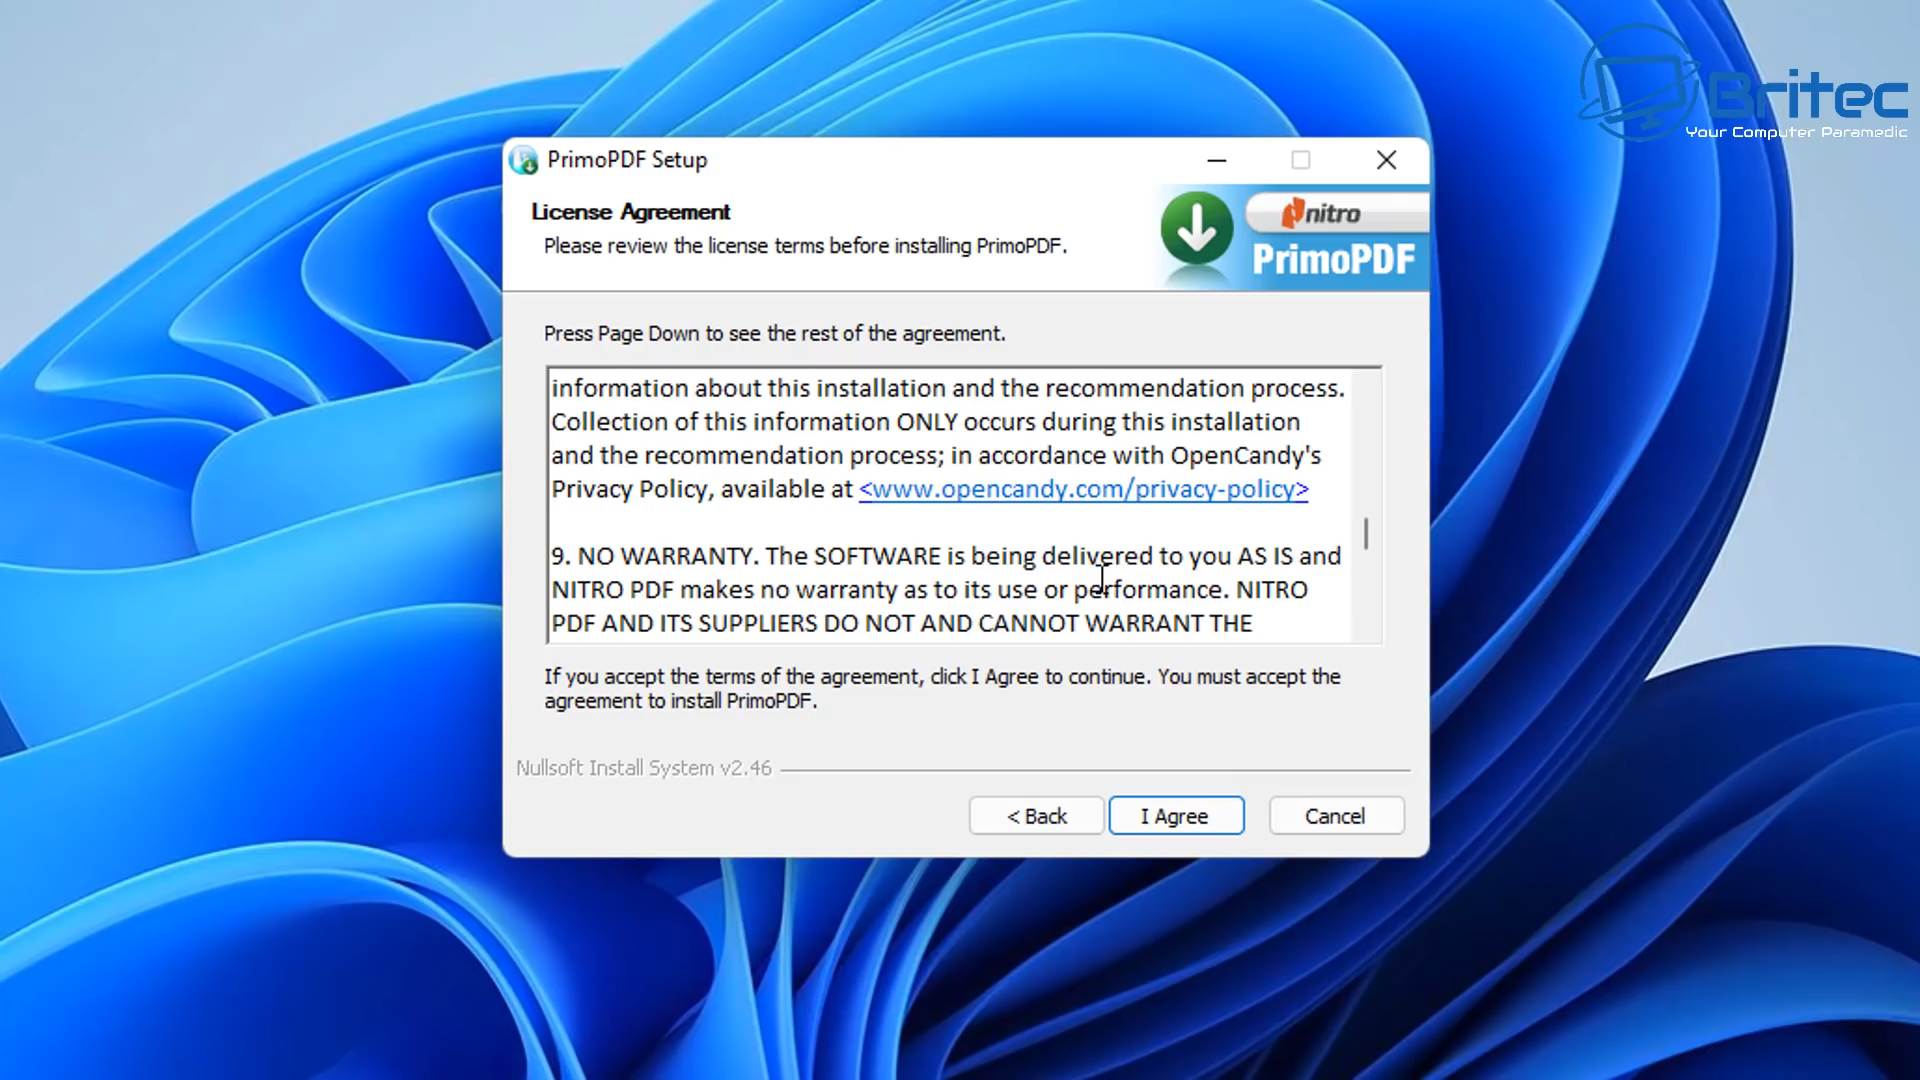 Britec
Your Computer Paramedic
PrimoPDF Setup
License Agreement
Please review the license terms before installing PrimoPDF.
nitro
PrimoPDF
Press Page Down to see the rest of the agreement.
information about this installation and the recommendation process.
Collection of this information ONLY occurs during this installation
and the recommendation process; in accordance with OpenCandy's
Privacy Policy, available at <www.opencandy.com/privacy-policy>
9. NO WARRANTY. The SOFTWARE is being delivered to you AS IS and
NITRO PDF makes no warranty as to its use or performance. NITRO
PDF AND ITS SUPPLIERS DO NOT AND CANNOT WARRANT THE
If you accept the terms of the agreement, click I Agree to continue. You must accept the
agreement to install PrimoPDF.
Nullsoft Install System v2.46
< Back
I Agree
Cancel